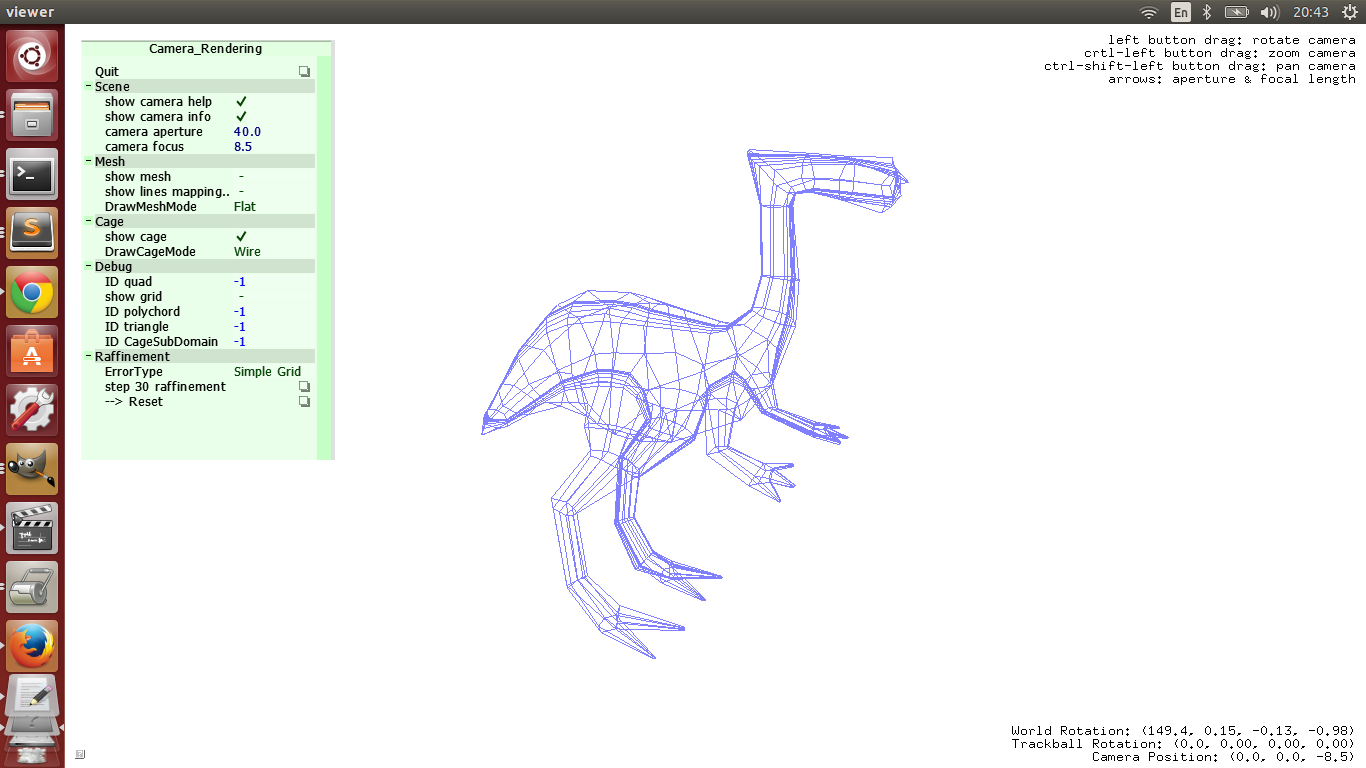 viewer
En
20:43
left button drag: rotate camera
crtl-left button drag: zoom camera
ctrl-shift-left button drag: pan camera
arrows: aperture & focal length
Camera_Rendering
Quit
Scene
show camera help
show camera info
camera aperture 40.0
camera focus 8.5
Mesh
show mesh -
show lines mapping.. -
DrawMeshMode Flat
Cage
show cage
DrawCageMode Wire
Debug
ID quad -1
show grid -
ID polychord -1
ID triangle -1
ID CageSubDomain -1
Raffinement
ErrorType Simple Grid
step 30 raffinement
--> Reset
World Rotation: (149.4, 0.15, -0.13, -0.98)
Trackball Rotation: (0.0, 0.00, 0.00, 0.00)
Camera Position: (0.0, 0.0, -8.5)